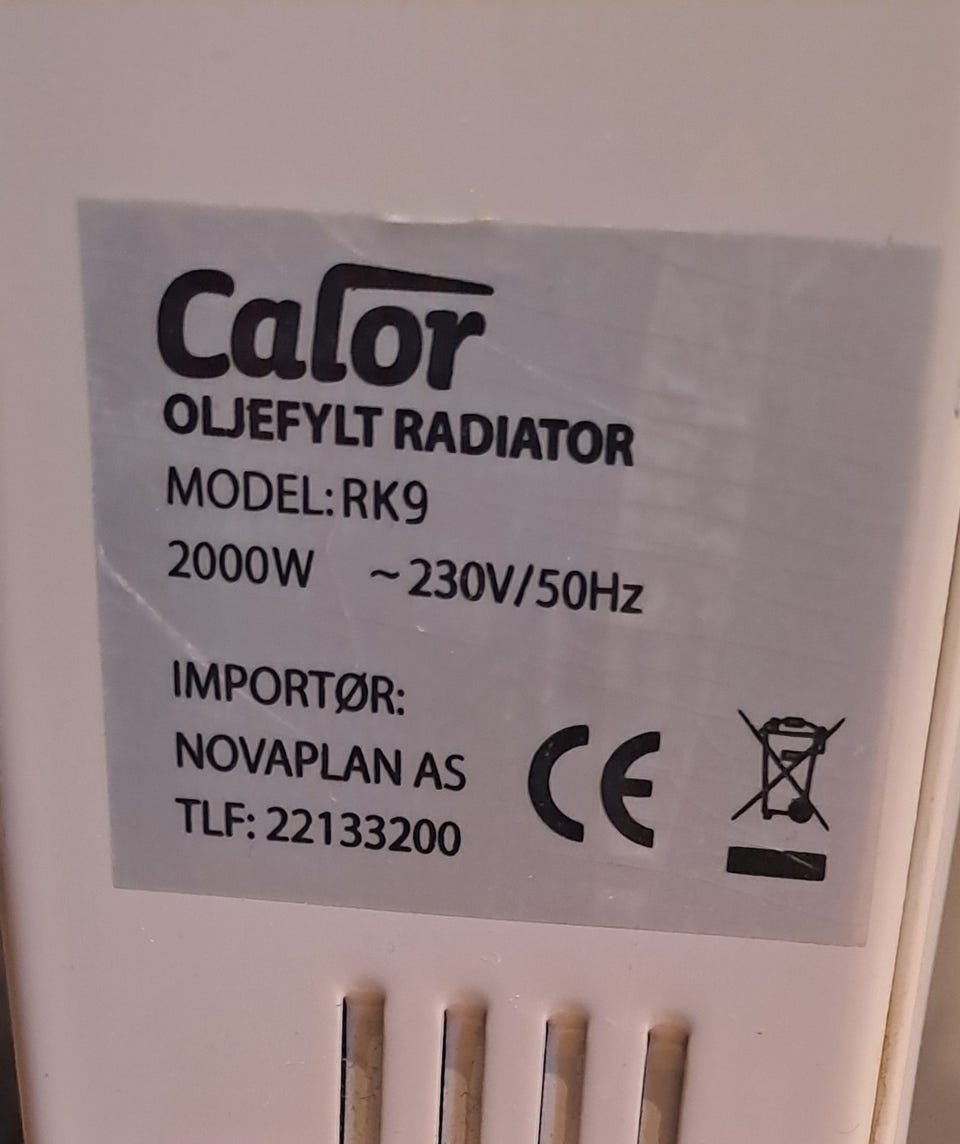 Calor
OLJEFYLT RADIATOR
MODEL: RK9
2000W ~230V/50Hz
IMPORTØR:
NOVAPLAN AS
TLF: 22133200
CE